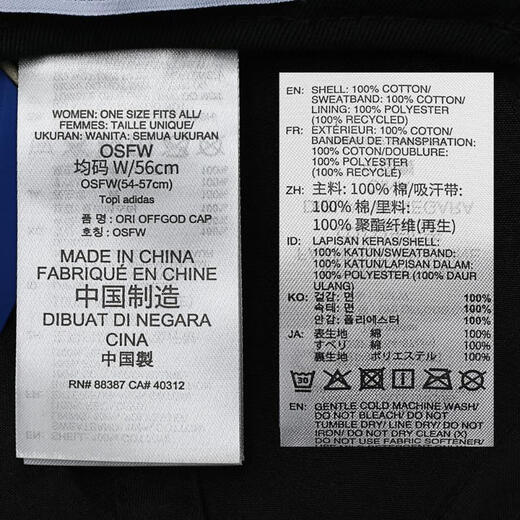 WOMEN: ONE SIZE FITS ALL/
FEMMES: TAILLE UNIQUE/
UKURAN: WANITA: SEMUA UKURAN
OSFW
均码 W/56cm
OSFW(54-57cm)
Topi adidas
품 명 : ORI OFFGOD CAP
호칭 : OSFW
MADE IN CHINA
FABRIQUÉ EN CHINE
中国制造
DIBUAT DI NEGARA
CINA
中國製
RN# 88387 CA# 40312
EN: SHELL: 100% COTTON/
SWEATBAND: 100% COTTON/
LINING: 100% POLYESTER
(100% RECYCLED)
FR: EXTÉRIEUR: 100% COTON/
BANDEAU DE TRANSPIRATION:
100% COTON/DOUBLURE:
100% POLYESTER
(100% RECYCLÉ)
ZH: 主料: 100% 棉/吸汗带:
100% 棉/里料:
100% 聚酯纤维(再生)
ID: LAPISAN KERAS/SHELL:
100% KATUN/SWEATBAND:
100% KATUN/LAPISAN DALAM:
100% POLYESTER (100% DAUR
ULANG)
KO: 겉감: 면 100%
속테: 면 100%
안감: 폴리에스터 100%
JA: 表生地 綿 100%
すべり 綿 100%
裏生地 ポリエステル 100%
30
EN: GENTLE COLD MACHINE WASH/
DO NOT BLEACH/ DO NOT
TUMBLE DRY/ LINE DRY/ DO NOT
IRON/ DO NOT DRY CLEAN (X)
DO NOT USE FABRIC SOFTENER